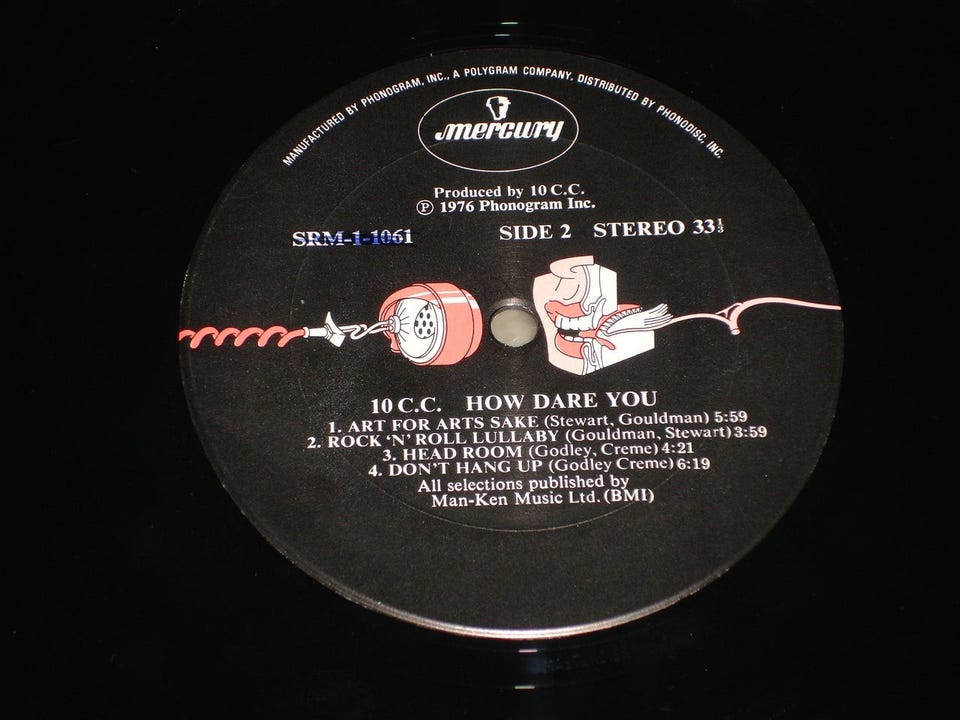 MANUFACTURED BY PHONOGRAM, INC., A POLYGRAM COMPANY. DISTRIBUTED BY PHONODISC, INC.
mercury
Produced by 10 C.C.
Ⓟ 1976 Phonogram Inc.
SRM-1-1061 SIDE 2 STEREO 33⅓
10 C.C. HOW DARE YOU
1. ART FOR ARTS SAKE (Stewart, Gouldman) 5:59
2. ROCK 'N' ROLL LULLABY (Gouldman, Stewart) 3:59
3. HEAD ROOM (Godley, Creme) 4:21
4. DON'T HANG UP (Godley Creme) 6:19
All selections published by
Man-Ken Music Ltd. (BMI)